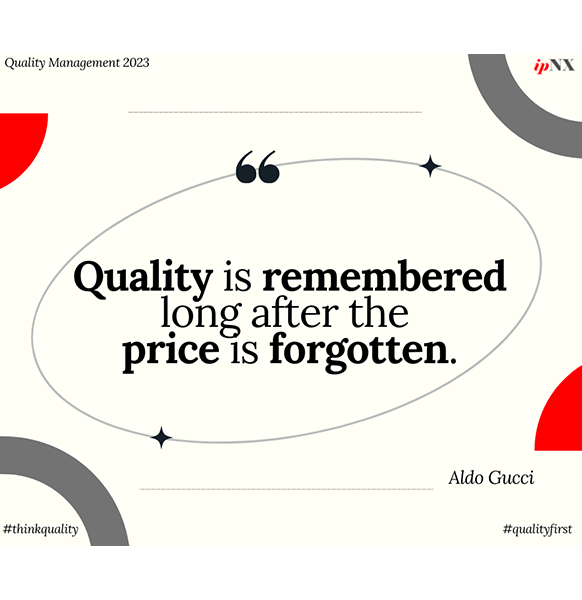 Quality Management 2023
ipNX
“
Quality is remembered
long after the
price is forgotten.
Aldo Gucci
#thinkquality
#qualityfirst